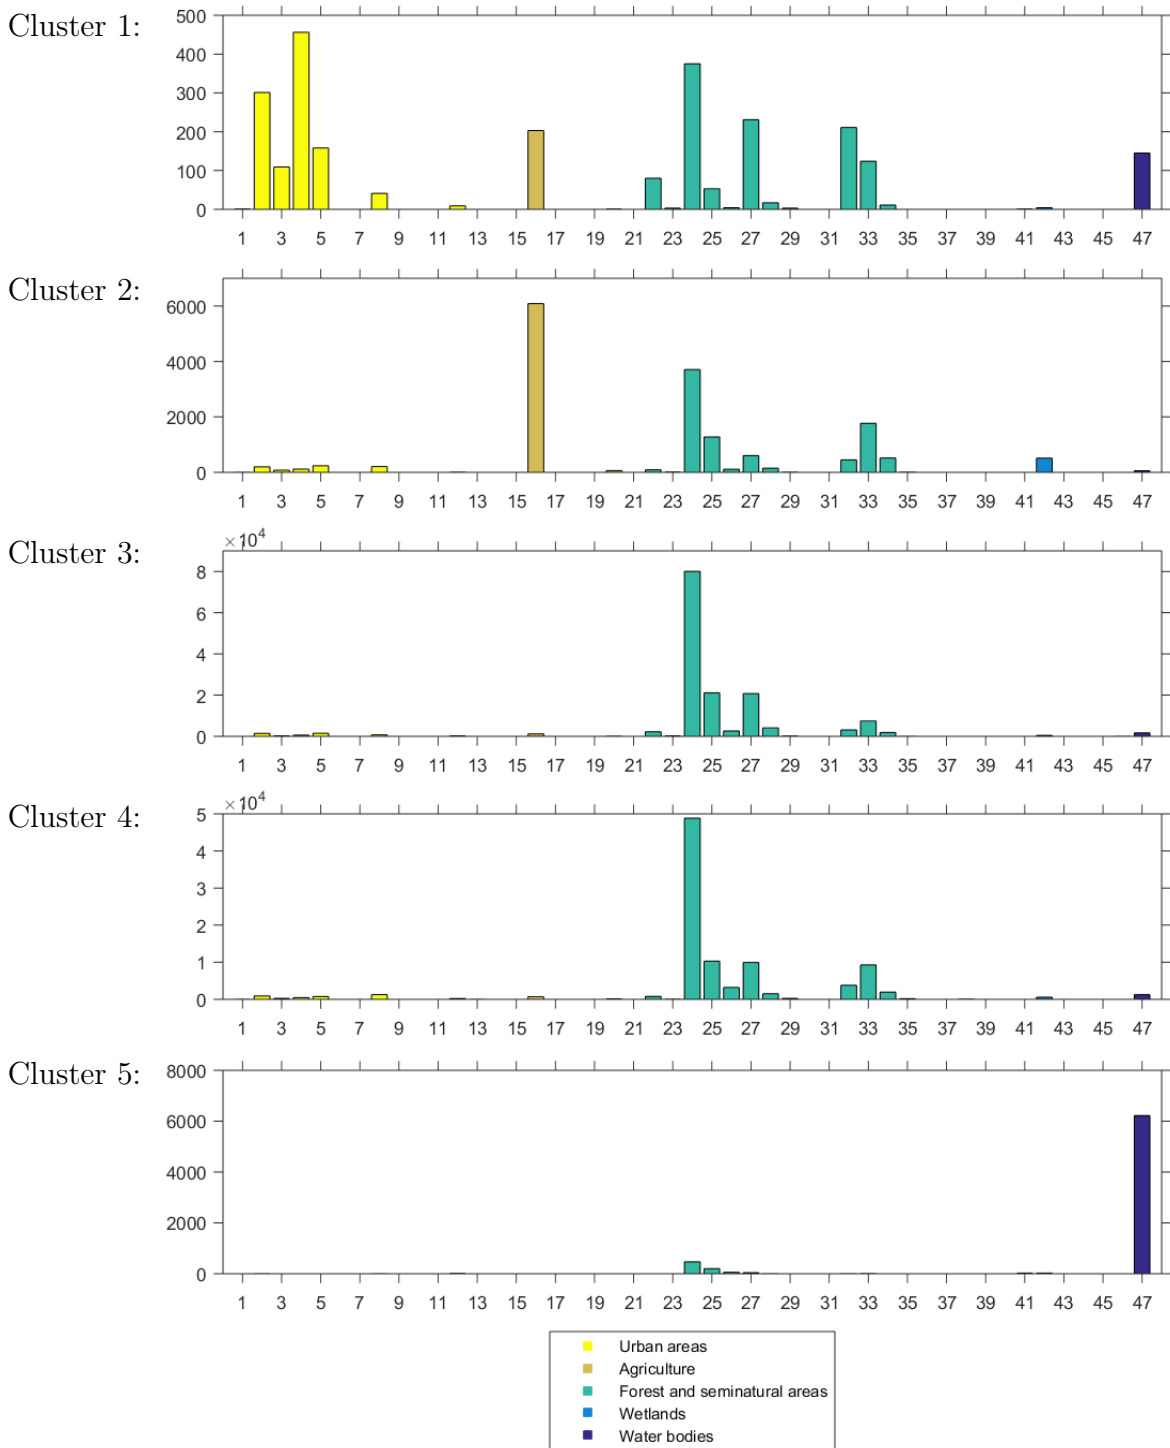 Cluster 1:
500
400
300
200
100
0
1 3 5 7 9 11 13 15 17 19 21 23 25 27 29 31 33 35 37 39 41 43 45 47
Cluster 2:
6000
4000
2000
0
1 3 5 7 9 11 13 15 17 19 21 23 25 27 29 31 33 35 37 39 41 43 45 47
Cluster 3:
×10^4
8
6
4
2
0
1 3 5 7 9 11 13 15 17 19 21 23 25 27 29 31 33 35 37 39 41 43 45 47
Cluster 4:
×10^4
5
4
3
2
1
0
1 3 5 7 9 11 13 15 17 19 21 23 25 27 29 31 33 35 37 39 41 43 45 47
Cluster 5:
8000
6000
4000
2000
0
1 3 5 7 9 11 13 15 17 19 21 23 25 27 29 31 33 35 37 39 41 43 45 47
Urban areas
Agriculture
Forest and seminatural areas
Wetlands
Water bodies